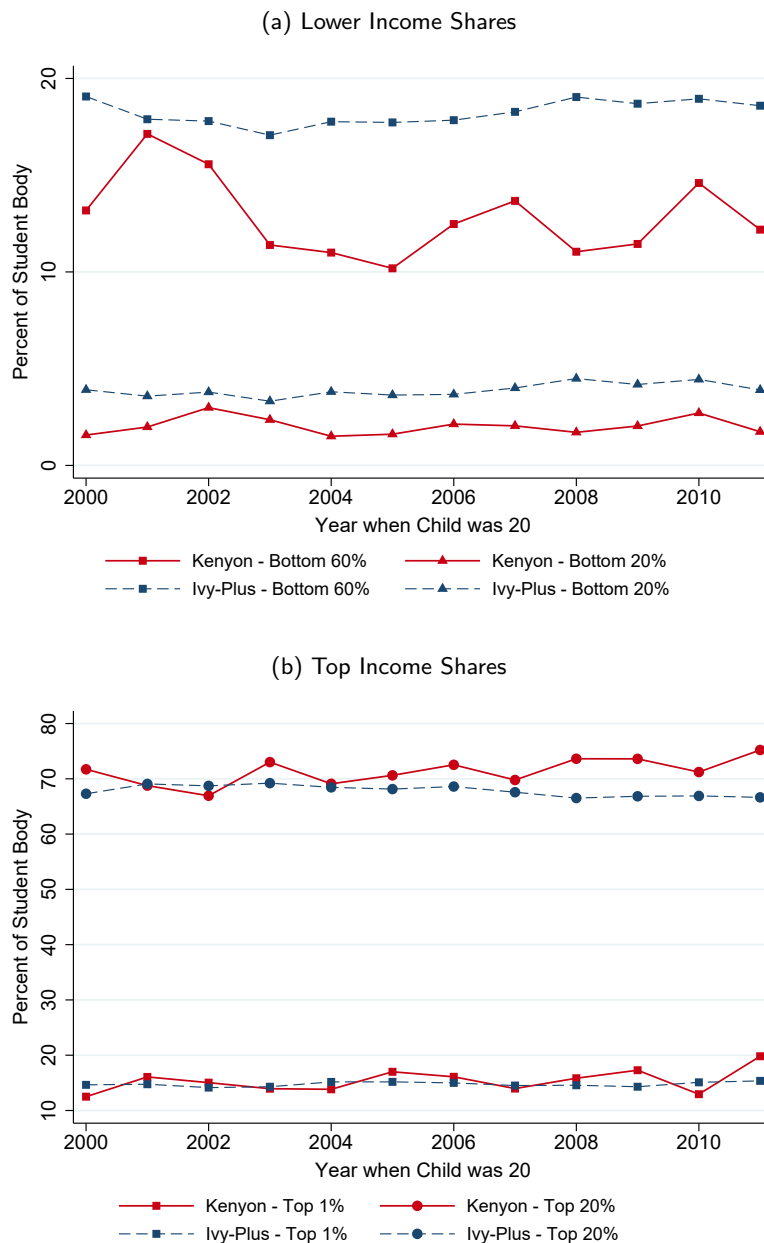 (a) Lower Income Shares
Percent of Student Body
20
10
0
2000 2002 2004 2006 2008 2010
Year when Child was 20
Kenyon - Bottom 60% Kenyon - Bottom 20%
Ivy-Plus - Bottom 60% Ivy-Plus - Bottom 20%
(b) Top Income Shares
Percent of Student Body
80
70
60
50
40
30
20
10
2000 2002 2004 2006 2008 2010
Year when Child was 20
Kenyon - Top 1% Kenyon - Top 20%
Ivy-Plus - Top 1% Ivy-Plus - Top 20%